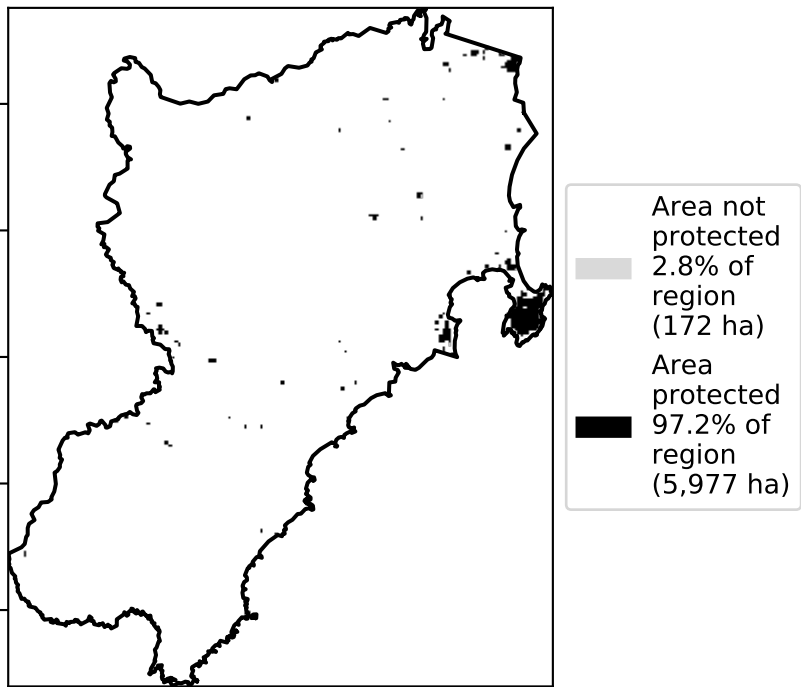 Area not
protected
2.8% of
region
(172 ha)
Area
protected
97.2% of
region
(5,977 ha)